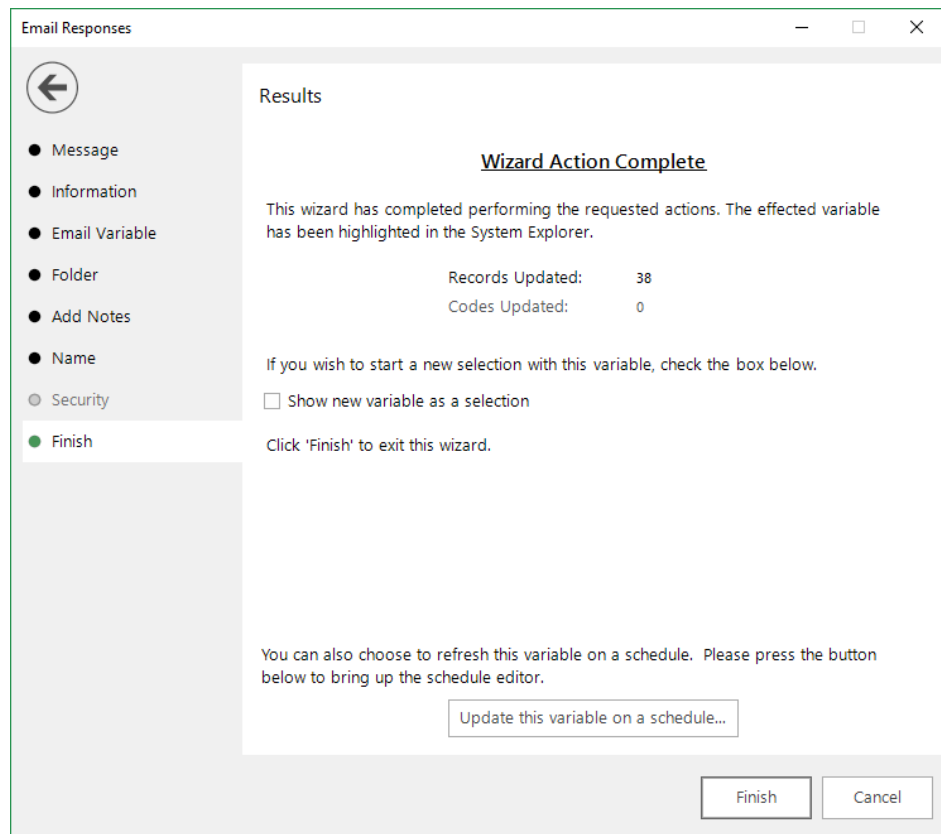 Email Responses
Message
Information
Email Variable
Folder
Add Notes
Name
Security
Finish
Results
Wizard Action Complete
This wizard has completed performing the requested actions. The effected variable
has been highlighted in the System Explorer.
Records Updated: 38
Codes Updated: 0
If you wish to start a new selection with this variable, check the box below.
Show new variable as a selection
Click 'Finish' to exit this wizard.
You can also choose to refresh this variable on a schedule. Please press the button
below to bring up the schedule editor.
Update this variable on a schedule...
Finish
Cancel